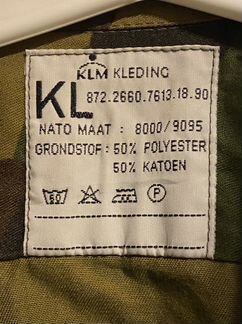 KLM KLEDING
KL 872.2660.7613.18.90
NATO MAAT : 8000/9095
GRONDSTOF: 50% POLYESTER
50% KATOEN
60 P